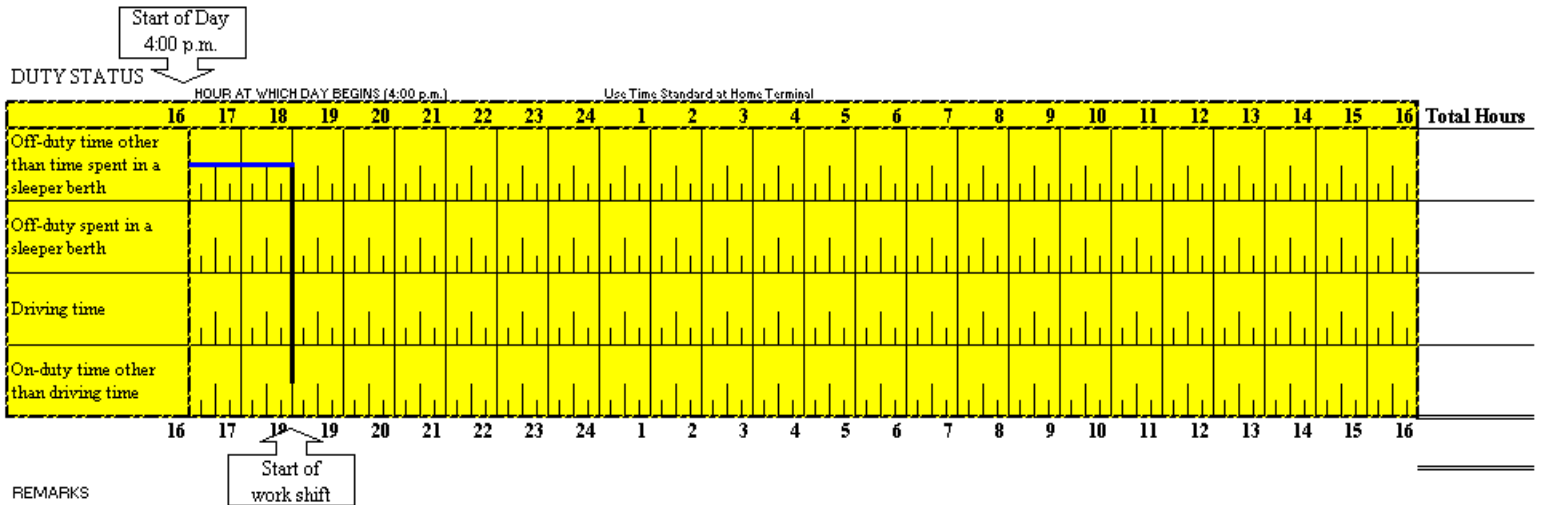 Start of Day
4:00 p.m.
DUTY STATUS
HOUR AT WHICH DAY BEGINS (4:00 p.m.) Use Time Standard at Home Terminal
16 17 18 19 20 21 22 23 24 1 2 3 4 5 6 7 8 9 10 11 12 13 14 15 16 Total Hours
Off-duty time other
than time spent in a
sleeper berth
Off-duty spent in a
sleeper berth
Driving time
On-duty time other
than driving time
16 17 19 19 20 21 22 23 24 1 2 3 4 5 6 7 8 9 10 11 12 13 14 15 16
Start of
work shift
REMARKS